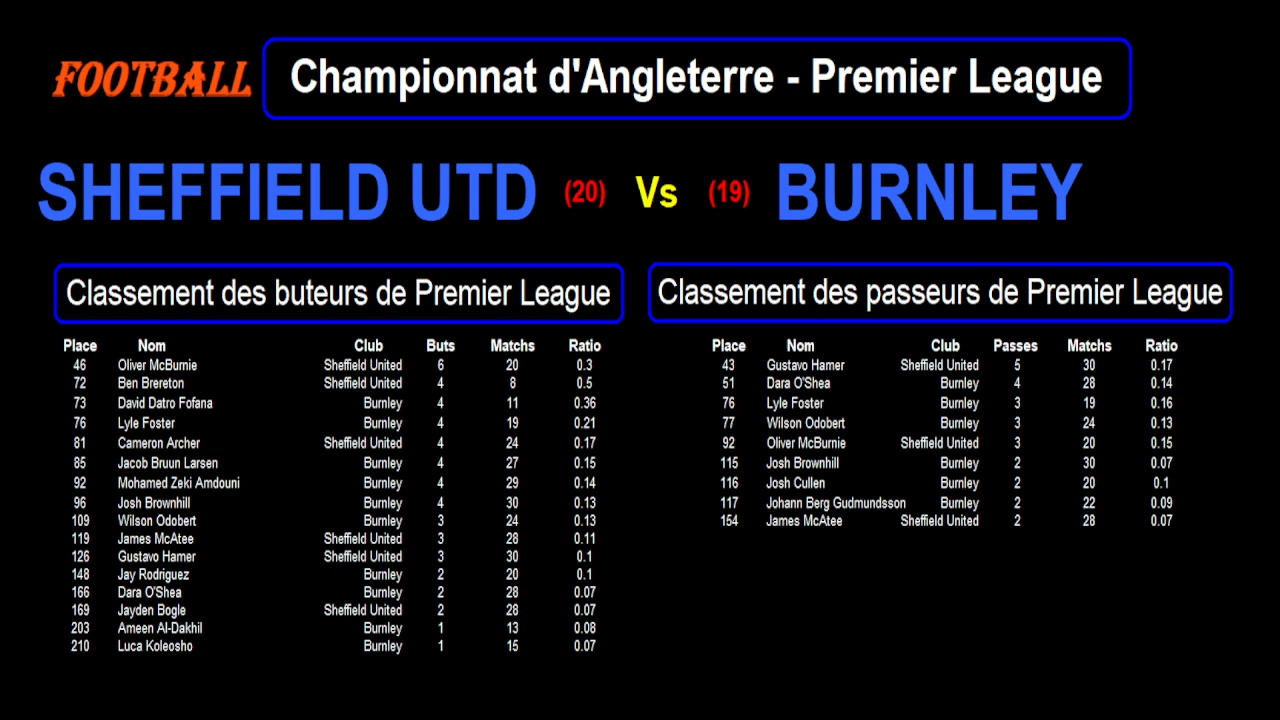 FOOTBALL Championnat d'Angleterre - Premier League
SHEFFIELD UTD (20) Vs (19) BURNLEY
Classement des buteurs de Premier League
Place Nom Club Buts Matchs Ratio
46 Oliver McBurnie Sheffield United 6 20 0.3
72 Ben Brereton Sheffield United 4 8 0.5
73 David Datro Fofana Burnley 4 11 0.36
76 Lyle Foster Burnley 4 19 0.21
81 Cameron Archer Sheffield United 4 24 0.17
85 Jacob Bruun Larsen Burnley 4 27 0.15
92 Mohamed Zeki Amdouni Burnley 4 29 0.14
96 Josh Brownhill Burnley 4 30 0.13
109 Wilson Odobert Burnley 3 24 0.13
119 James McAtee Sheffield United 3 28 0.11
126 Gustavo Hamer Sheffield United 3 30 0.1
148 Jay Rodriguez Burnley 2 20 0.1
166 Dara O'Shea Burnley 2 28 0.07
169 Jayden Bogle Sheffield United 2 28 0.07
203 Ameen Al-Dakhil Burnley 1 13 0.08
210 Luca Koleosho Burnley 1 15 0.07
Classement des passeurs de Premier League
Place Nom Club Passes Matchs Ratio
43 Gustavo Hamer Sheffield United 5 30 0.17
51 Dara O'Shea Burnley 4 28 0.14
76 Lyle Foster Burnley 3 19 0.16
77 Wilson Odobert Burnley 3 24 0.13
92 Oliver McBurnie Sheffield United 3 20 0.15
115 Josh Brownhill Burnley 2 30 0.07
116 Josh Cullen Burnley 2 20 0.1
117 Johann Berg Gudmundsson Burnley 2 22 0.09
154 James McAtee Sheffield United 2 28 0.07